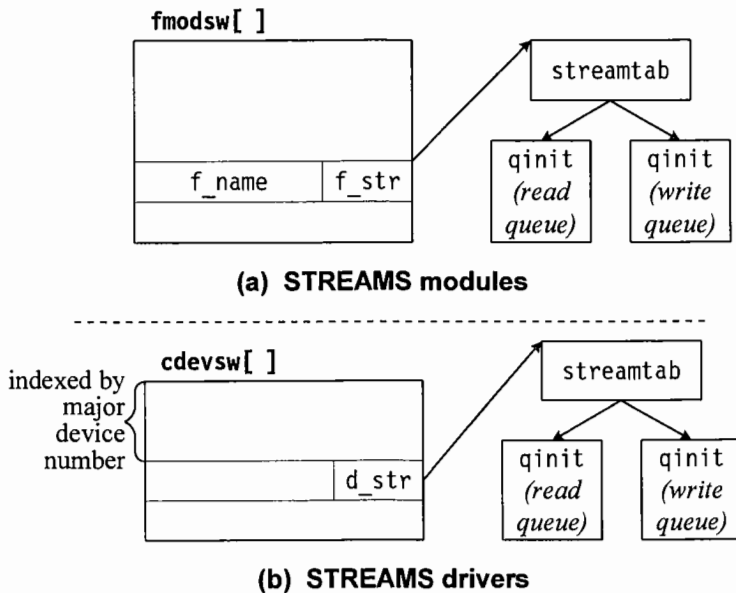 fmodsw[ ]
streamtab
f_name
f_str
qinit
(read
queue)
qinit
(write
queue)
(a) STREAMS modules
cdevsw[ ]
indexed by
major
device
number
streamtab
d_str
qinit
(read
queue)
qinit
(write
queue)
(b) STREAMS drivers